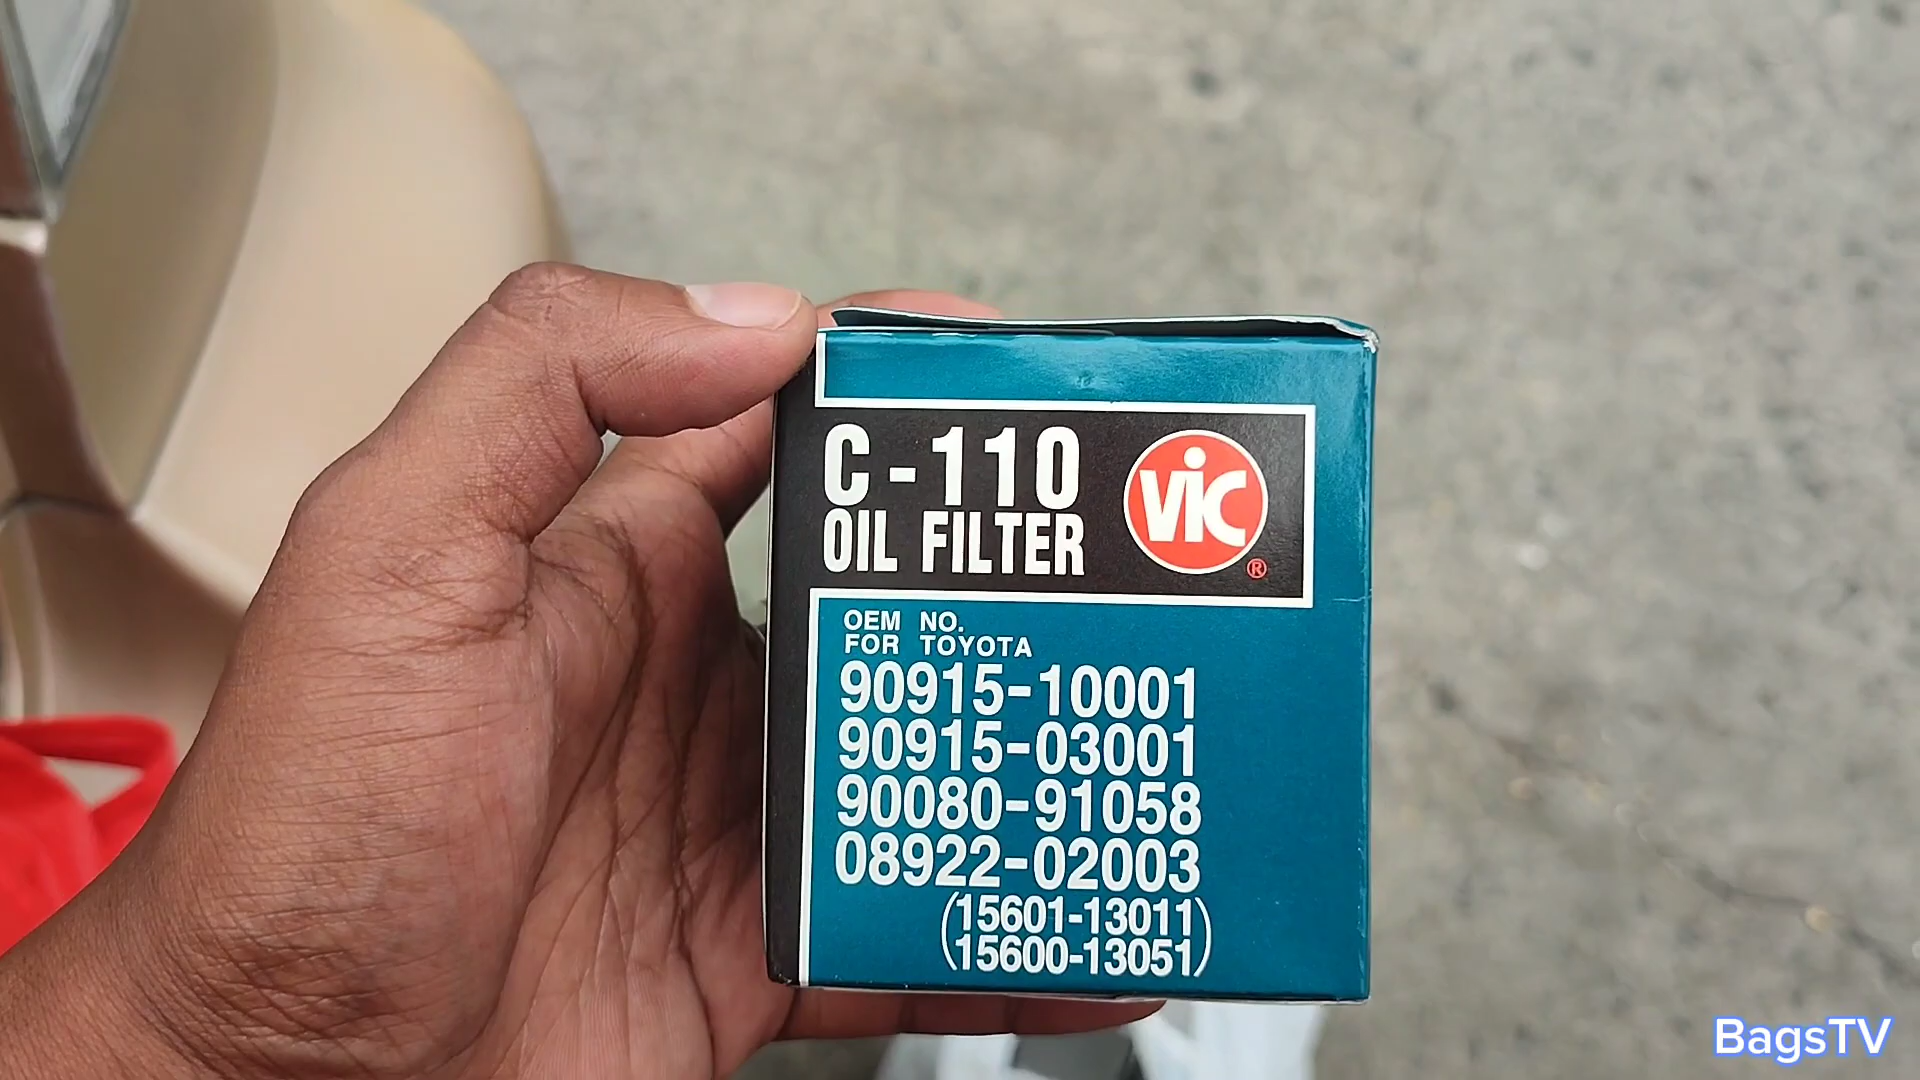 C-110
OIL FILTER
ViC
®
OEM NO.
FOR TOYOTA
90915-10001
90915-03001
90080-91058
08922-02003
(15601-13011)
(15600-13051)
BagsTV